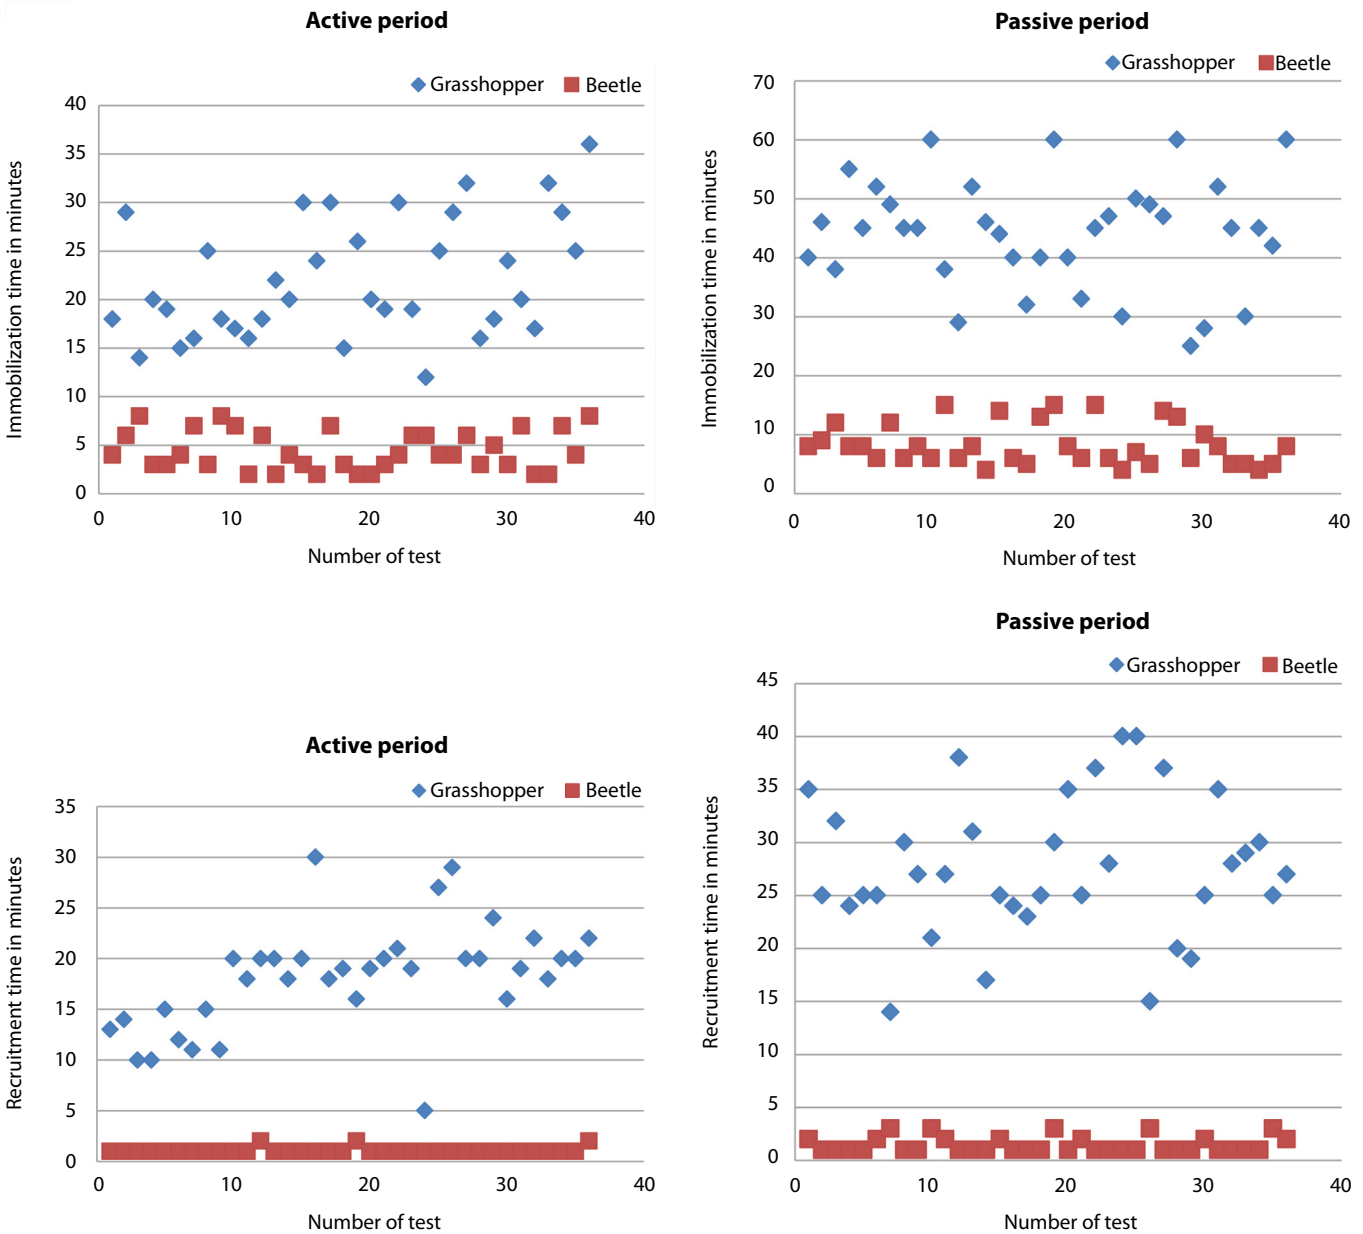 Active period
Grasshopper Beetle
40
35
30
25
20
15
10
5
0
0 10 20 30 40
Immobilization time in minutes
Number of test
Passive period
Grasshopper Beetle
70
60
50
40
30
20
10
0
0 10 20 30 40
Immobilization time in minutes
Number of test
Active period
Grasshopper Beetle
35
30
25
20
15
10
5
0
0 10 20 30 40
Recruitment time in minutes
Number of test
Passive period
Grasshopper Beetle
45
40
35
30
25
20
15
10
5
0
0 10 20 30 40
Recruitment time in minutes
Number of test